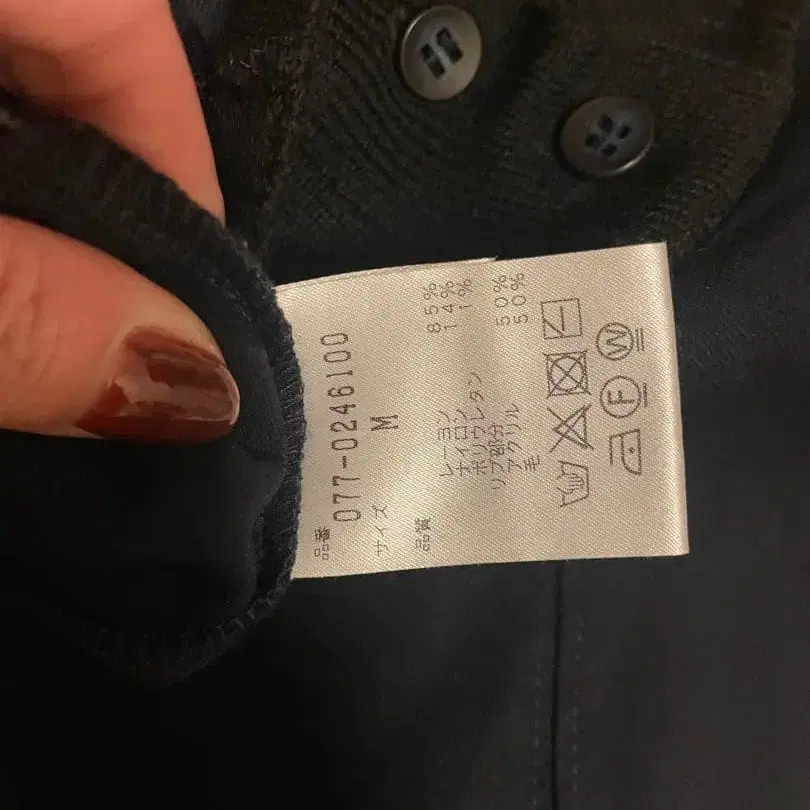 品番
077-0246100
サイズ M
品質
レーヨン 85%
ナイロン 14%
ポリウレタン 1%
リブ部分
アクリル 50%
毛 50%
F W